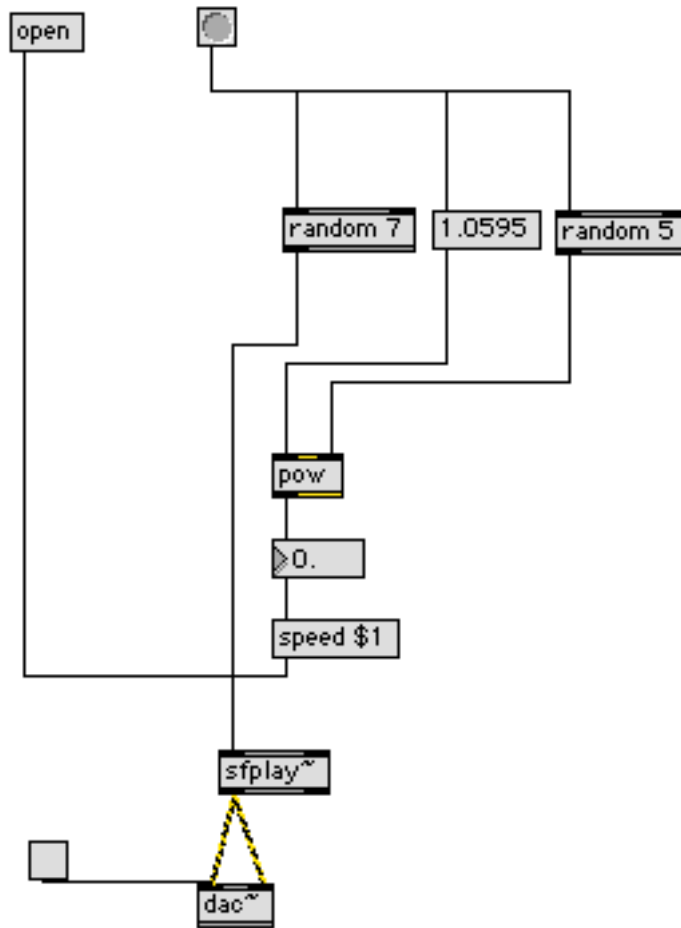 open
random 7
1.0595
random 5
pow
0.
speed $1
sfplay~
dac~